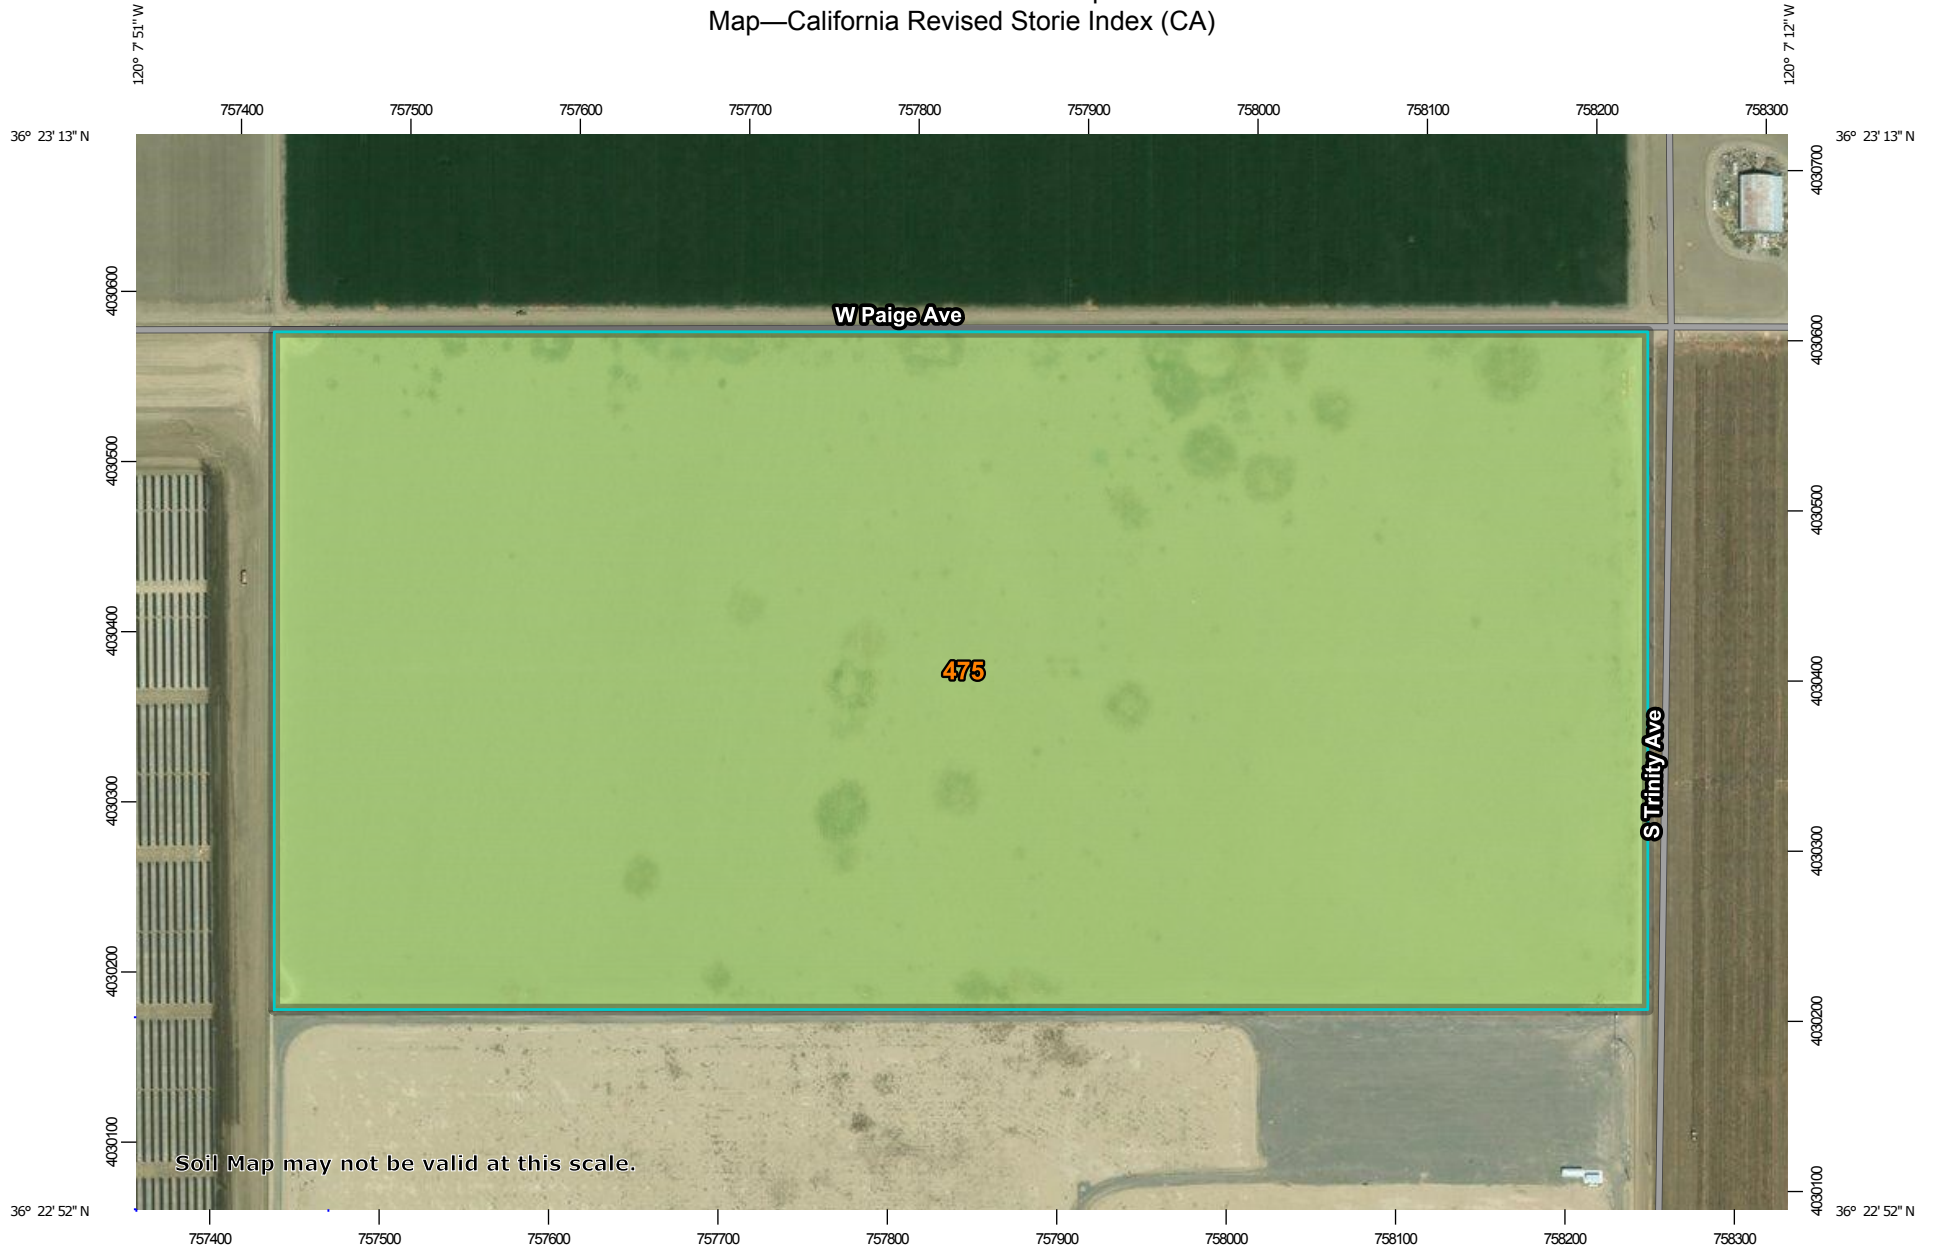 Map—California Revised Storie Index (CA)
120° 7' 51'' W
120° 7' 12'' W
757400 757500 757600 757700 757800 757900 758000 758100 758200 758300
36° 23' 13'' N
36° 23' 13'' N
4030700
4030600
W Paige Ave
4030600
4030500
4030500
4030400
475
4030400
S Trinity Ave
4030300
4030300
4030200
4030200
4030100
Soil Map may not be valid at this scale.
4030100
36° 22' 52'' N
36° 22' 52'' N
757400 757500 757600 757700 757800 757900 758000 758100 758200 758300